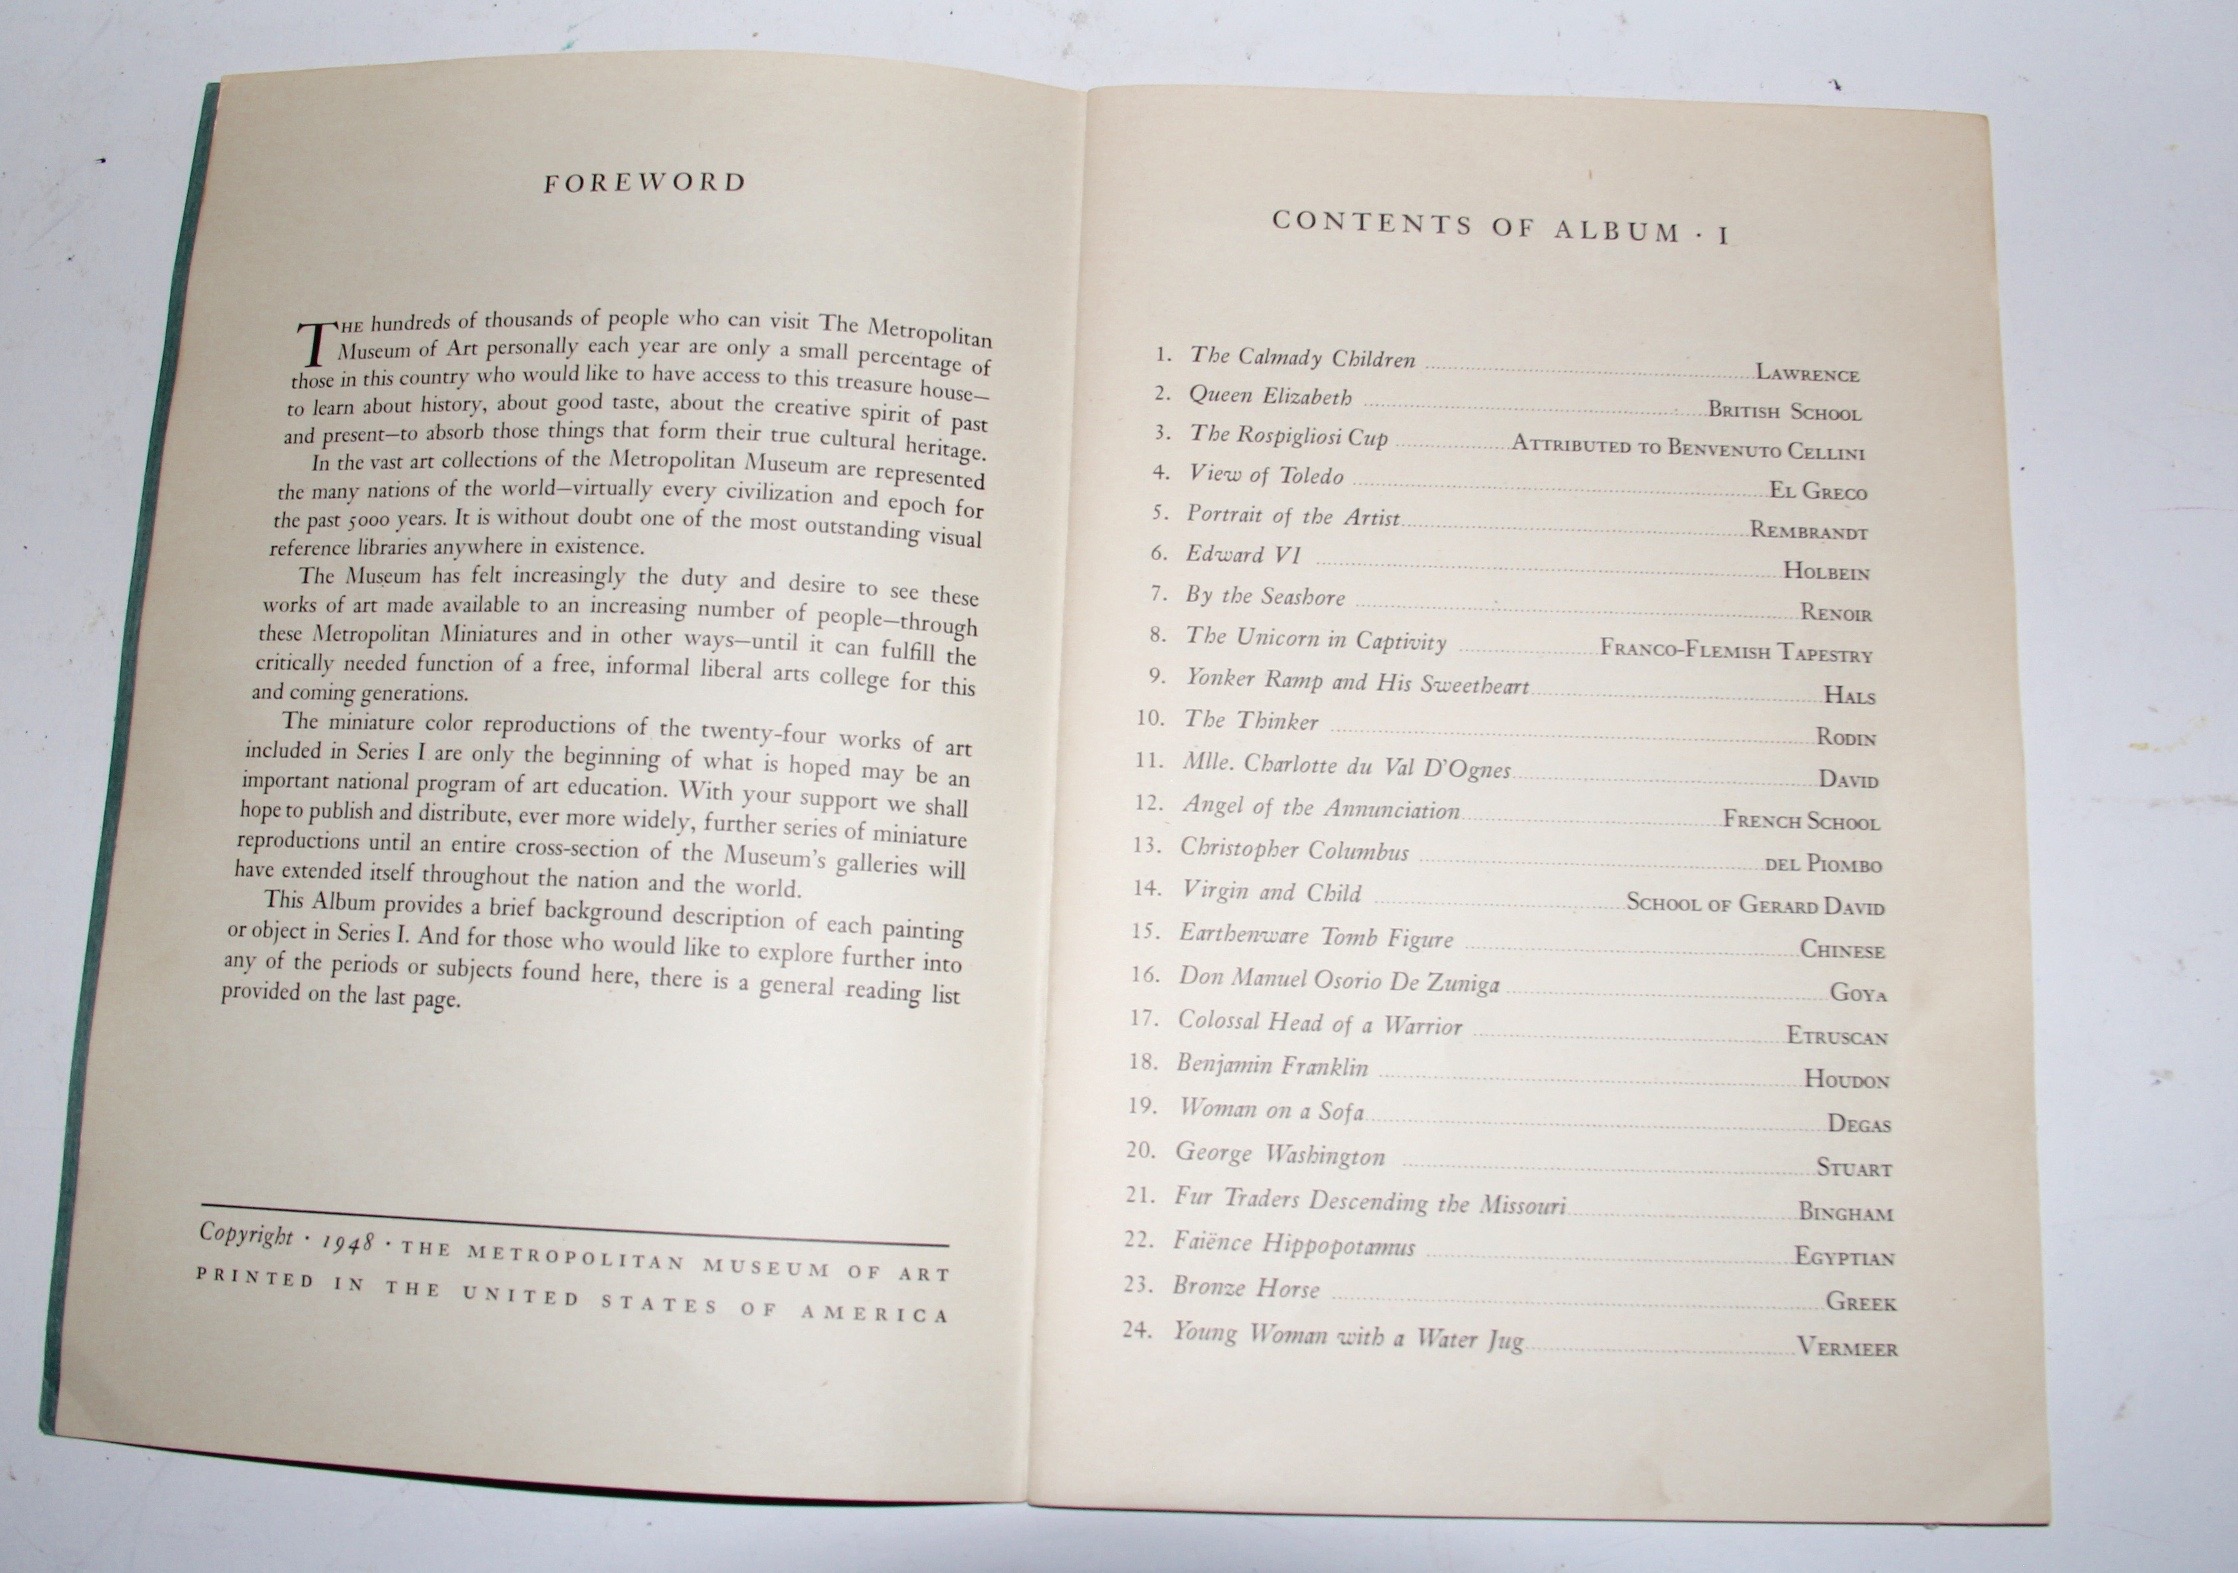 FOREWORD
THE hundreds of thousands of people who can visit The Metropolitan
Museum of Art personally each year are only a small percentage of
those in this country who would like to have access to this treasure house—
to learn about history, about good taste, about the creative spirit of past
and present—to absorb those things that form their true cultural heritage.
In the vast art collections of the Metropolitan Museum are represented
the many nations of the world—virtually every civilization and epoch for
the past 5000 years. It is without doubt one of the most outstanding visual
reference libraries anywhere in existence.
The Museum has felt increasingly the duty and desire to see these
works of art made available to an increasing number of people—through
these Metropolitan Miniatures and in other ways—until it can fulfill the
critically needed function of a free, informal liberal arts college for this
and coming generations.
The miniature color reproductions of the twenty-four works of art
included in Series I are only the beginning of what is hoped may be an
important national program of art education. With your support we shall
hope to publish and distribute, ever more widely, further series of miniature
reproductions until an entire cross-section of the Museum's galleries will
have extended itself throughout the nation and the world.
This Album provides a brief background description of each painting
or object in Series I. And for those who would like to explore further into
any of the periods or subjects found here, there is a general reading list
provided on the last page.
Copyright · 1948 · THE METROPOLITAN MUSEUM OF ART
PRINTED IN THE UNITED STATES OF AMERICA
CONTENTS OF ALBUM · I
1. The Calmady Children LAWRENCE
2. Queen Elizabeth BRITISH SCHOOL
3. The Rospigliosi Cup ATTRIBUTED TO BENVENUTO CELLINI
4. View of Toledo EL GRECO
5. Portrait of the Artist REMBRANDT
6. Edward VI HOLBEIN
7. By the Seashore RENOIR
8. The Unicorn in Captivity FRANCO-FLEMISH TAPESTRY
9. Yonker Ramp and His Sweetheart HALS
10. The Thinker RODIN
11. Mlle. Charlotte du Val D'Ognes DAVID
12. Angel of the Annunciation FRENCH SCHOOL
13. Christopher Columbus DEL PIOMBO
14. Virgin and Child SCHOOL OF GERARD DAVID
15. Earthenware Tomb Figure CHINESE
16. Don Manuel Osorio De Zuniga GOYA
17. Colossal Head of a Warrior ETRUSCAN
18. Benjamin Franklin HOUDON
19. Woman on a Sofa DEGAS
20. George Washington STUART
21. Fur Traders Descending the Missouri BINGHAM
22. Faiënce Hippopotamus EGYPTIAN
23. Bronze Horse GREEK
24. Young Woman with a Water Jug VERMEER